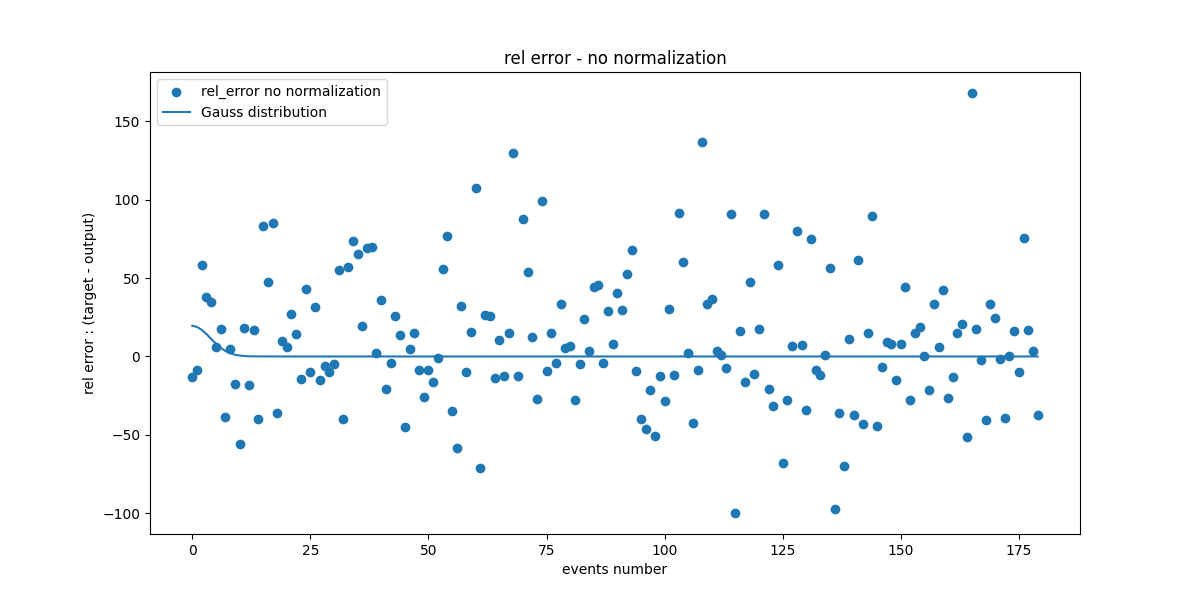 rel error - no normalization
rel_error no normalization
Gauss distribution
rel error : (target - output)
150
100
50
0
−50
−100
0
25
50
75
100
125
150
175
events number